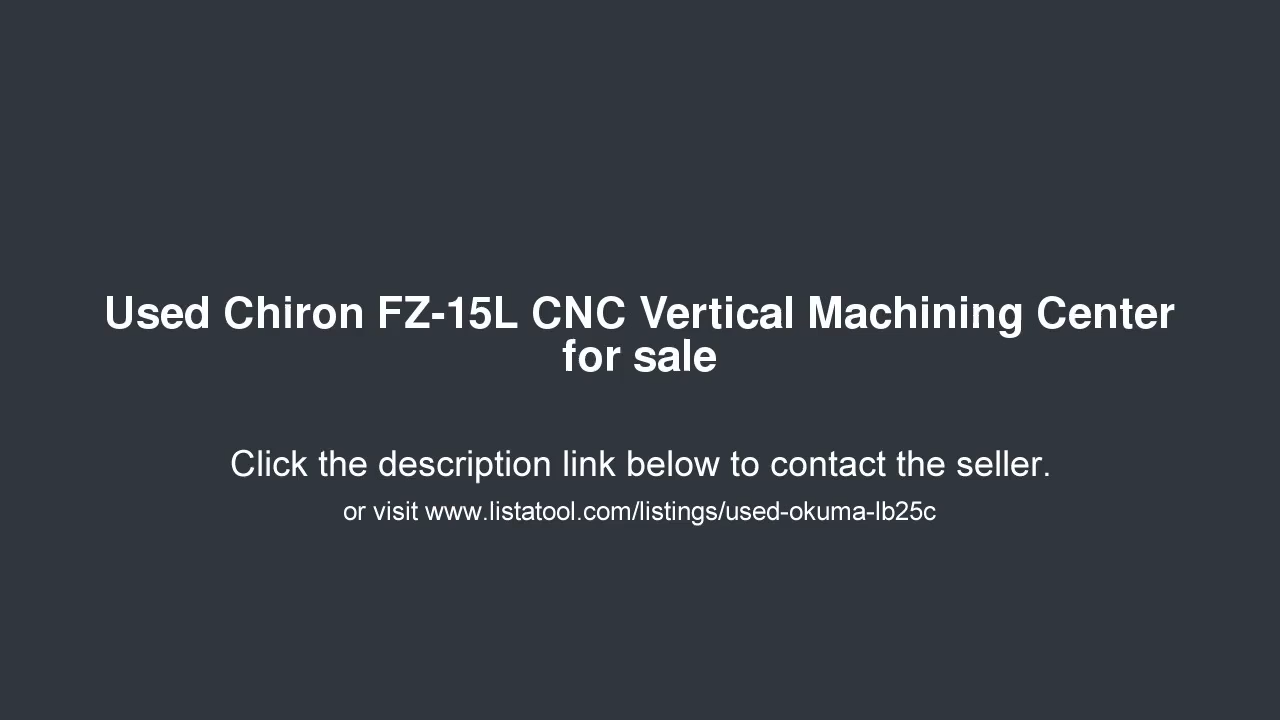 Used Chiron FZ-15L CNC Vertical Machining Center
for sale
Click the description link below to contact the seller.
or visit www.listatool.com/listings/used-okuma-lb25c